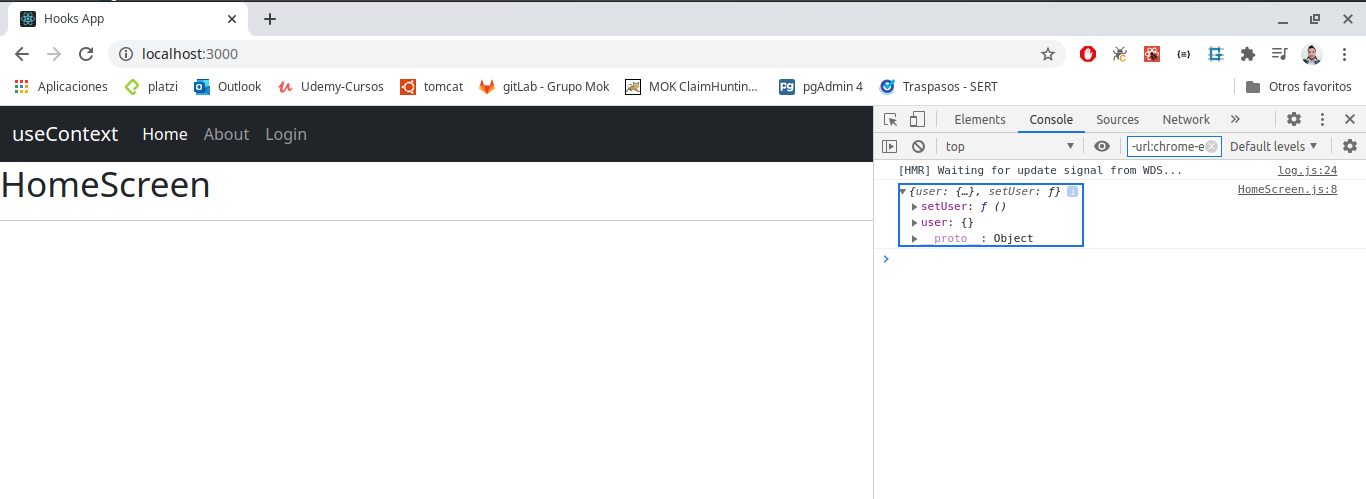 Hooks App
localhost:3000
Aplicaciones platzi Outlook Udemy-Cursos tomcat gitLab - Grupo Mok MOK ClaimHuntin... pgAdmin 4 Traspasos - SERT Otros favoritos
useContext Home About Login
HomeScreen
Elements Console Sources Network
top -url:chrome-e Default levels
[HMR] Waiting for update signal from WDS... log.js:24
{user: {…}, setUser: ƒ} i HomeScreen.js:8
setUser: ƒ ()
user: {}
__proto__: Object